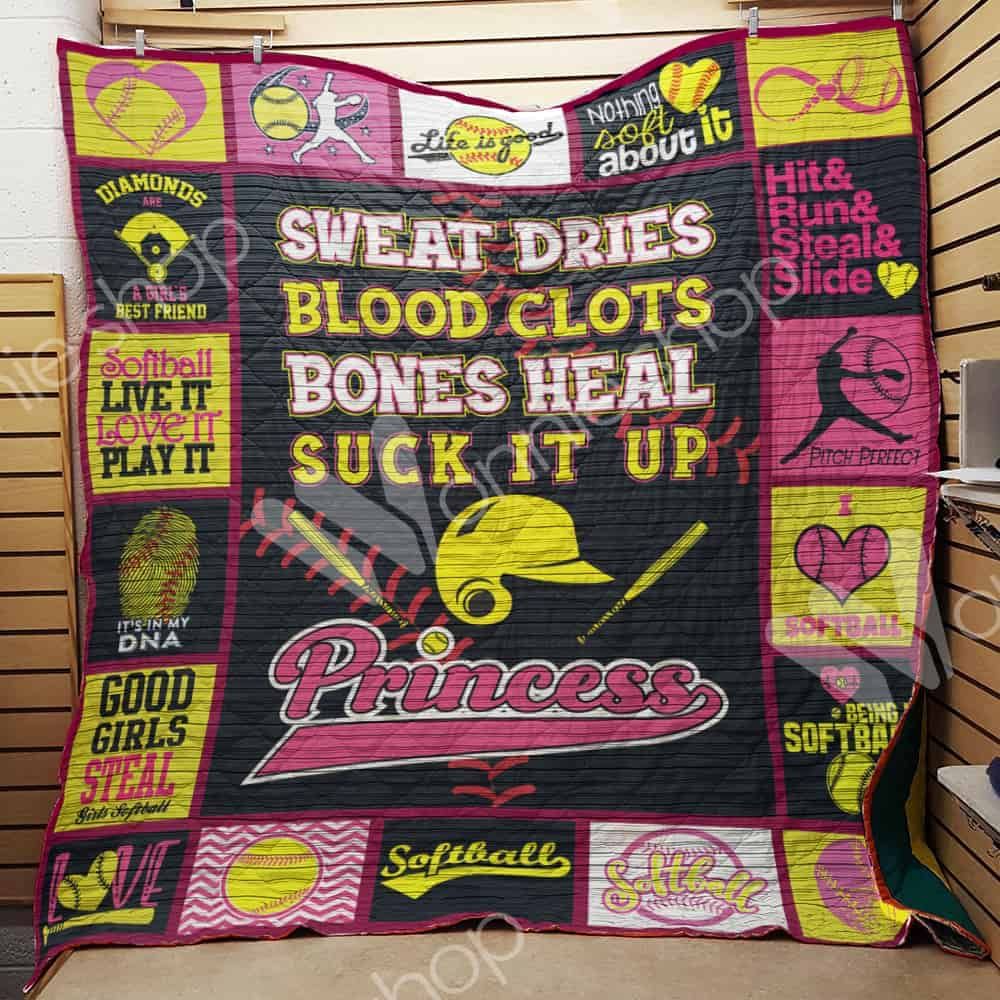 Life is good
Nothing
soft
about it
DIAMONDS
ARE
A GIRL'S
BEST FRIEND
SWEAT DRIES
BLOOD CLOTS
BONES HEAL
SUCK IT UP
Princess
Hit&
Run&
Steal&
Slide
Softball
LIVE IT
LOVE IT
PLAY IT
PITCH PERFECT
IT'S IN MY
DNA
I
SOFTBALL
GOOD
GIRLS
STEAL
Girls Softball
BEING
LOVE
Softball
Softball
annieshop